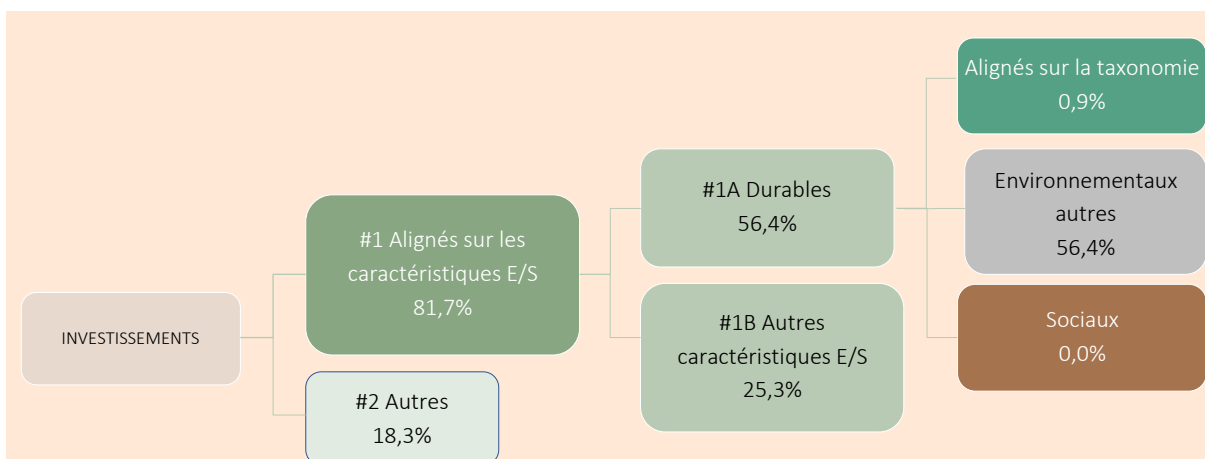 INVESTISSEMENTS
#1 Alignés sur les
caractéristiques E/S
81,7%
#2 Autres
18,3%
#1A Durables
56,4%
#1B Autres
caractéristiques E/S
25,3%
Alignés sur la taxonomie
0,9%
Environnementaux
autres
56,4%
Sociaux
0,0%